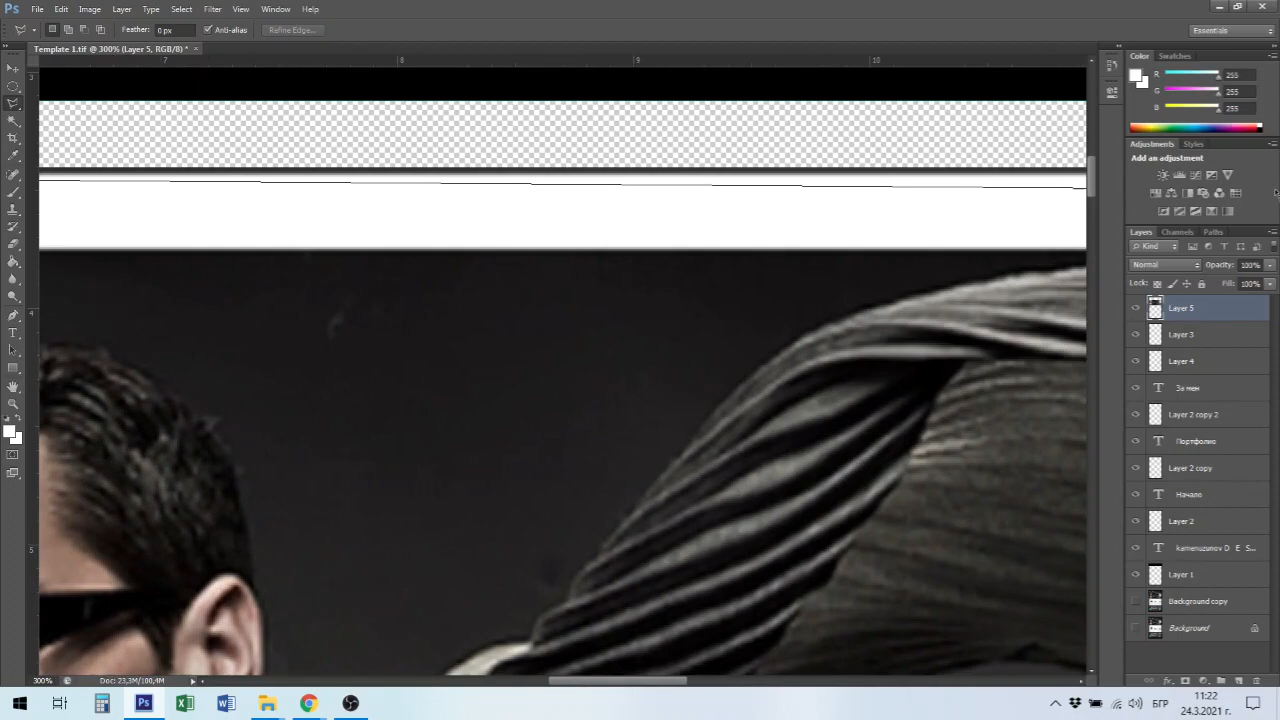 Ps File Edit Image Layer Type Select Filter View Window Help
Feather: 0 px Anti-alias Refine Edge... Essentials
Template 1.tif @ 300% (Layer 5, RGB/8) * ×
7 8 9 10
3
4
5
Color Swatches
R 255
G 255
B 255
Adjustments Styles
Add an adjustment
Layers Channels Paths
Kind
Normal Opacity: 100%
Lock: Fill: 100%
Layer 5
Layer 3
Layer 4
T За мен
Layer 2 copy 2
T Портфолио
Layer 2 copy
T Начало
Layer 2
T kamenuzunov D E S...
Layer 1
Background copy
Background
300% Doc: 23,3M/100,4M
БГР 11:22
24.3.2021 г.